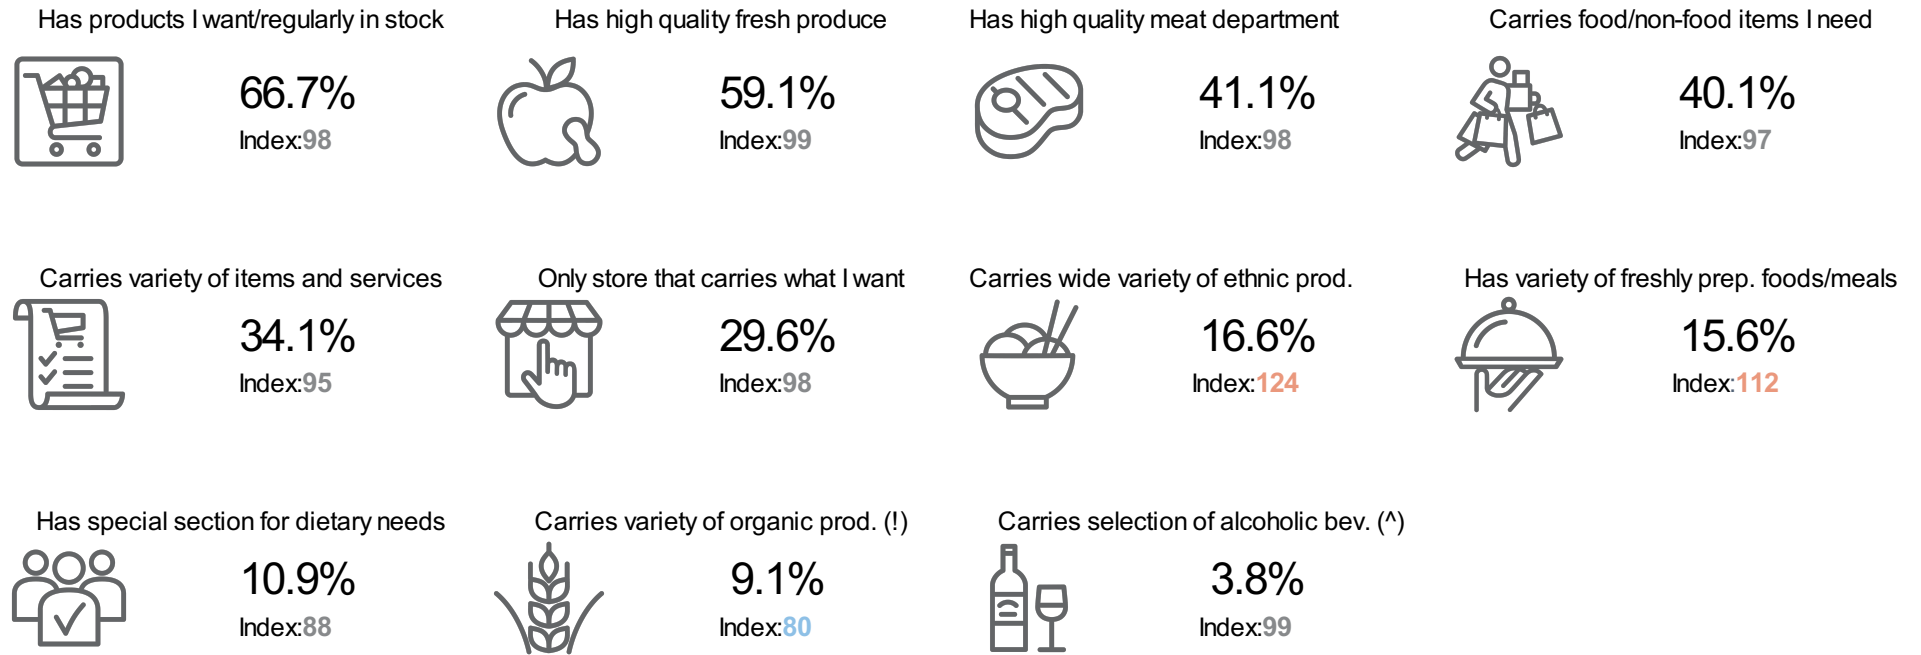 Has products I want/regularly in stock
66.7%
Index:98
Has high quality fresh produce
59.1%
Index:99
Has high quality meat department
41.1%
Index:98
Carries food/non-food items I need
40.1%
Index:97
Carries variety of items and services
34.1%
Index:95
Only store that carries what I want
29.6%
Index:98
Carries wide variety of ethnic prod.
16.6%
Index:124
Has variety of freshly prep. foods/meals
15.6%
Index:112
Has special section for dietary needs
10.9%
Index:88
Carries variety of organic prod. (!)
9.1%
Index:80
Carries selection of alcoholic bev. (^)
3.8%
Index:99